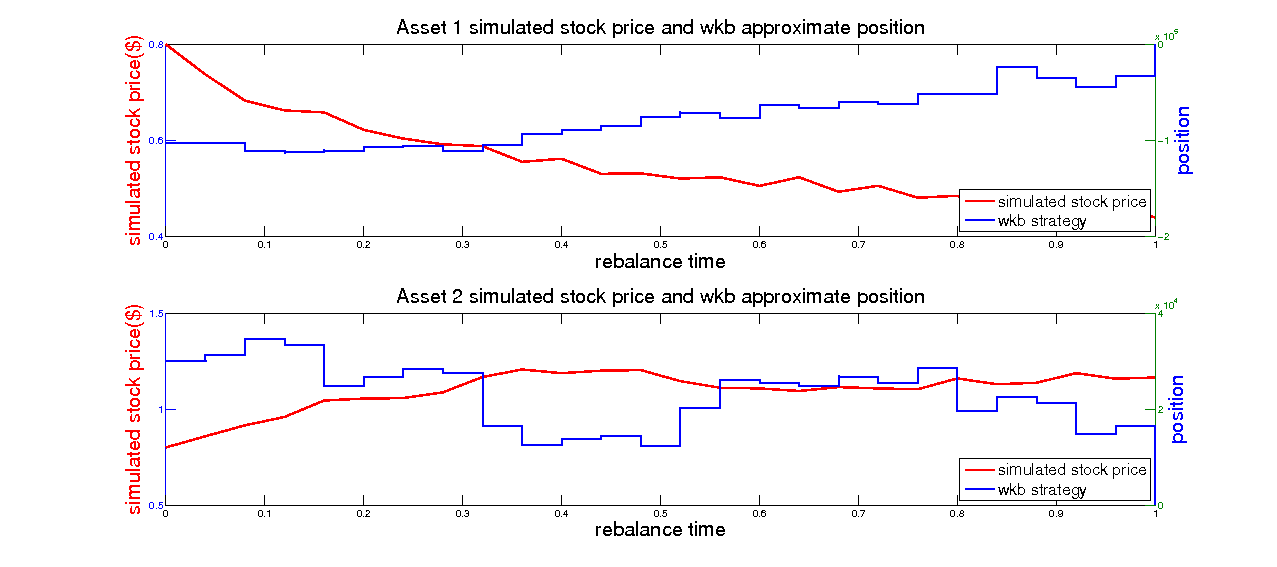 Asset 1 simulated stock price and wkb approximate position
x 10^5
0.8
0.6
0.4
simulated stock price($)
0
-1
-2
position
simulated stock price
wkb strategy
0 0.1 0.2 0.3 0.4 0.5 0.6 0.7 0.8 0.9 1
rebalance time
Asset 2 simulated stock price and wkb approximate position
x 10^4
1.5
1
0.5
simulated stock price($)
4
2
0
position
simulated stock price
wkb strategy
0 0.1 0.2 0.3 0.4 0.5 0.6 0.7 0.8 0.9 1
rebalance time